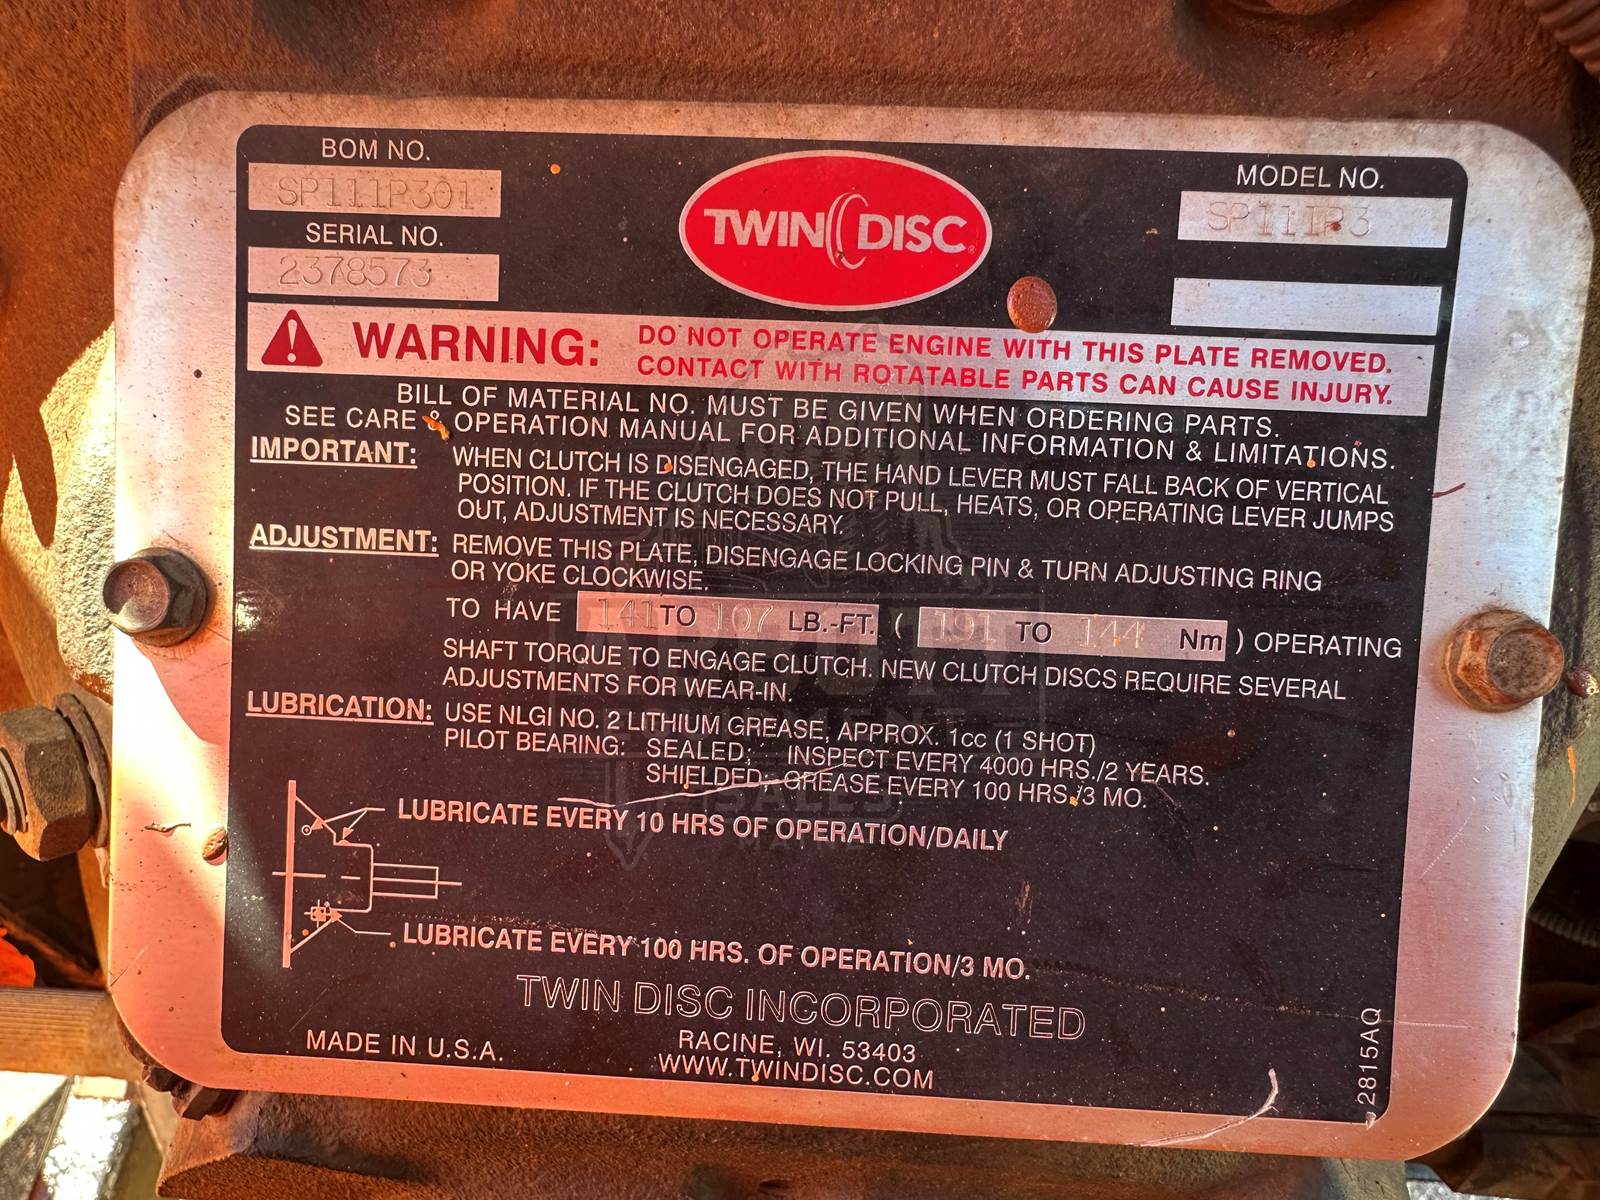 BOM NO.
SP111P301
SERIAL NO.
2378573
TWIN DISC
MODEL NO.
SP111P3
WARNING:
DO NOT OPERATE ENGINE WITH THIS PLATE REMOVED.
CONTACT WITH ROTATABLE PARTS CAN CAUSE INJURY.
BILL OF MATERIAL NO. MUST BE GIVEN WHEN ORDERING PARTS.
SEE CARE & OPERATION MANUAL FOR ADDITIONAL INFORMATION & LIMITATIONS.
IMPORTANT: WHEN CLUTCH IS DISENGAGED, THE HAND LEVER MUST FALL BACK OF VERTICAL
POSITION. IF THE CLUTCH DOES NOT PULL, HEATS, OR OPERATING LEVER JUMPS
OUT, ADJUSTMENT IS NECESSARY.
ADJUSTMENT: REMOVE THIS PLATE, DISENGAGE LOCKING PIN & TURN ADJUSTING RING
OR YOKE CLOCKWISE.
TO HAVE 141 TO 107 LB.-FT. ( 191 TO 144 Nm ) OPERATING
SHAFT TORQUE TO ENGAGE CLUTCH. NEW CLUTCH DISCS REQUIRE SEVERAL
ADJUSTMENTS FOR WEAR-IN.
LUBRICATION: USE NLGI NO. 2 LITHIUM GREASE, APPROX. 1cc (1 SHOT)
PILOT BEARING: SEALED; INSPECT EVERY 4000 HRS./2 YEARS.
SHIELDED; GREASE EVERY 100 HRS./3 MO.
LUBRICATE EVERY 10 HRS OF OPERATION/DAILY
LUBRICATE EVERY 100 HRS. OF OPERATION/3 MO.
TWIN DISC INCORPORATED
MADE IN U.S.A.
RACINE, WI. 53403
WWW.TWINDISC.COM
2815AQ